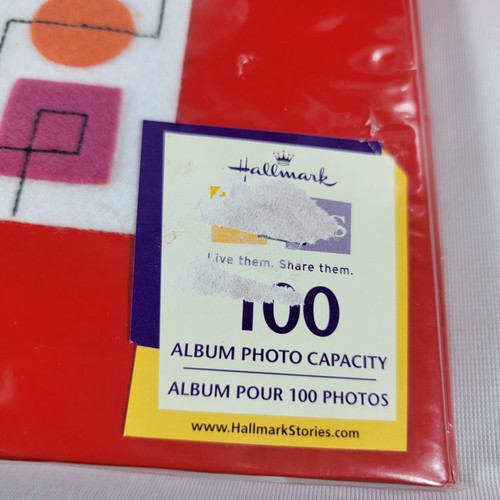 Hallmark
Live them. Share them.
100
ALBUM PHOTO CAPACITY
ALBUM POUR 100 PHOTOS
www.HallmarkStories.com